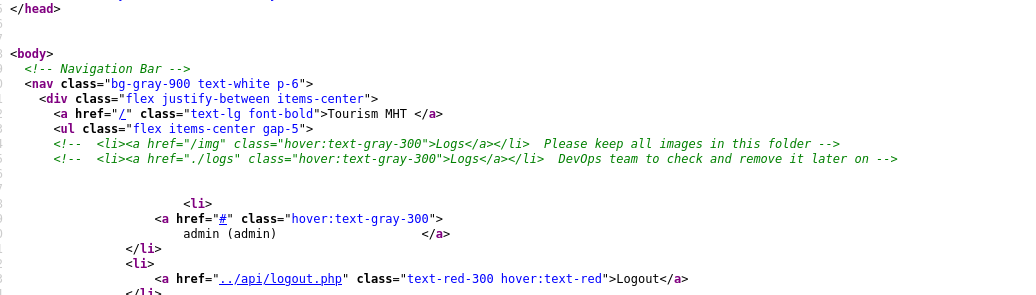 </head>
<body>
<!-- Navigation Bar -->
<nav class="bg-gray-900 text-white p-6">
<div class="flex justify-between items-center">
<a href="/" class="text-lg font-bold">Tourism MHT </a>
<ul class="flex items-center gap-5">
<!--  <li><a href="/img" class="hover:text-gray-300">Logs</a></li>  Please keep all images in this folder -->
<!--  <li><a href="./logs" class="hover:text-gray-300">Logs</a></li>  DevOps team to check and remove it later on -->
<li>
<a href="#" class="hover:text-gray-300">
admin (admin)                    </a>
</li>
<li>
<a href="../api/logout.php" class="text-red-300 hover:text-red">Logout</a>
</li>